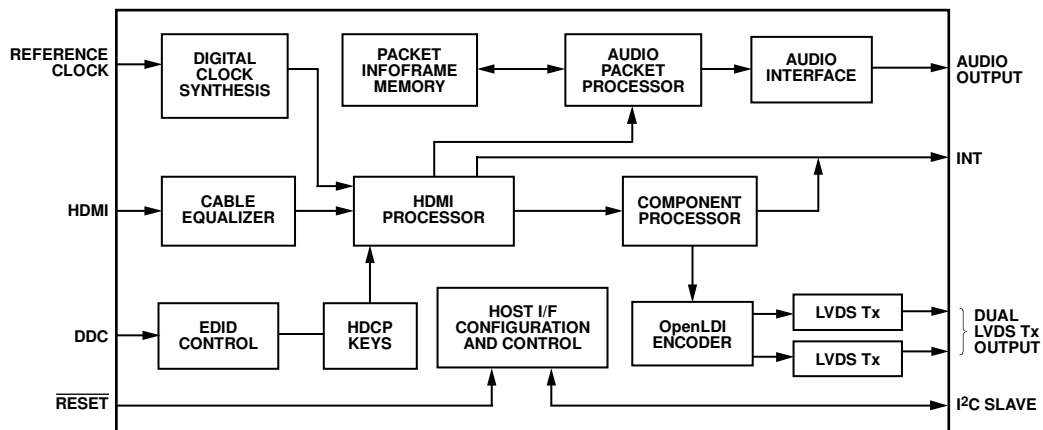 REFERENCE
CLOCK
DIGITAL
CLOCK
SYNTHESIS
PACKET
INFOFRAME
MEMORY
AUDIO
PACKET
PROCESSOR
AUDIO
INTERFACE
AUDIO
OUTPUT
INT
HDMI
CABLE
EQUALIZER
HDMI
PROCESSOR
COMPONENT
PROCESSOR
DDC
EDID
CONTROL
HDCP
KEYS
HOST I/F
CONFIGURATION
AND CONTROL
OpenLDI
ENCODER
LVDS Tx
LVDS Tx
DUAL
LVDS Tx
OUTPUT
RESET
I²C SLAVE